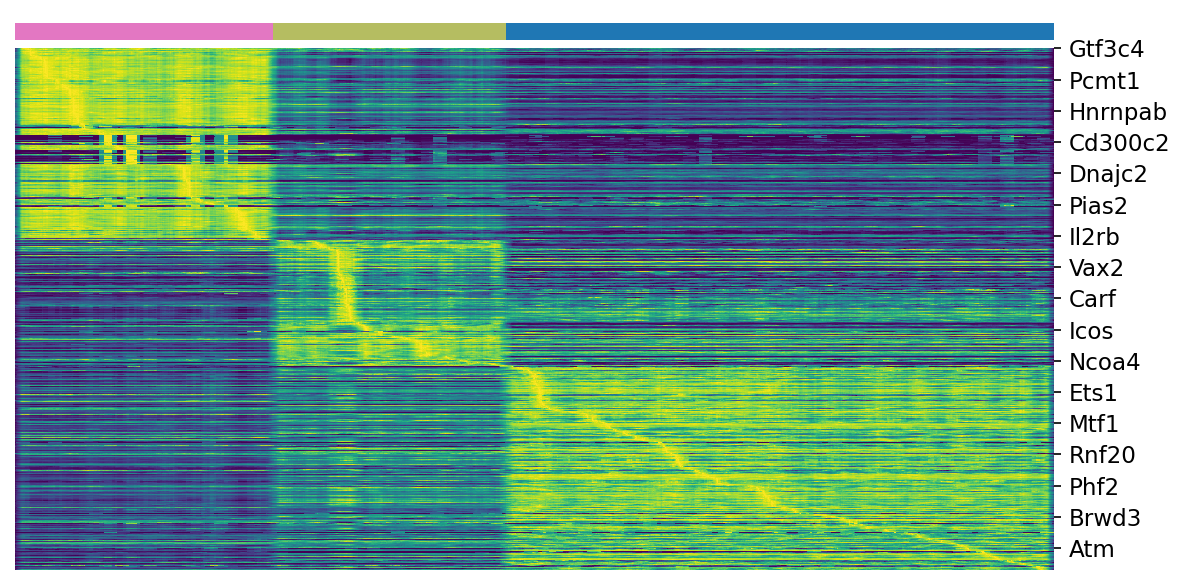 Gtf3c4
Pcmt1
Hnrnpab
Cd300c2
Dnajc2
Pias2
Il2rb
Vax2
Carf
Icos
Ncoa4
Ets1
Mtf1
Rnf20
Phf2
Brwd3
Atm